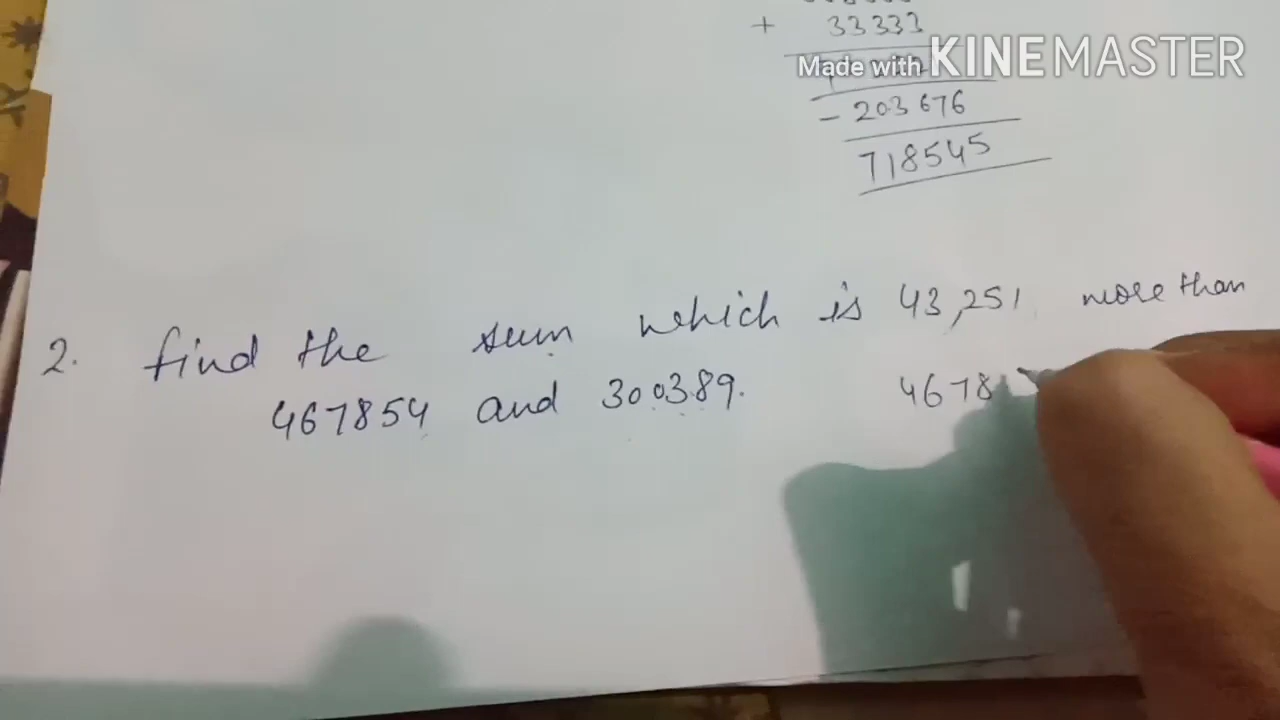 + 33333
Made with KINEMASTER
- 203676
718545
2. find the sum which is 43,251 more than
467854 and 300389. 4678